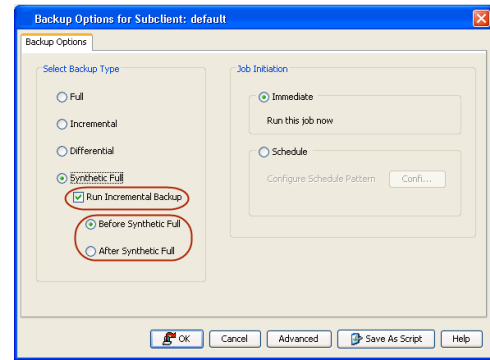 Backup Options for Subclient: default
Backup Options
Select Backup Type
Full
Incremental
Differential
Synthetic Full
Run Incremental Backup
Before Synthetic Full
After Synthetic Full
Job Initiation
Immediate
Run this job now
Schedule
Configure Schedule Pattern
Confi...
OK
Cancel
Advanced
Save As Script
Help